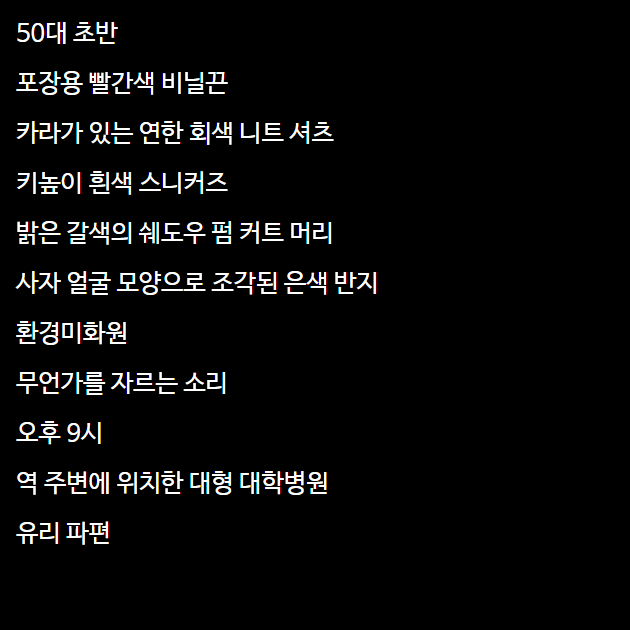 50대 초반
포장용 빨간색 비닐끈
카라가 있는 연한 회색 니트 셔츠
키높이 흰색 스니커즈
밝은 갈색의 쉐도우 펌 커트 머리
사자 얼굴 모양으로 조각된 은색 반지
환경미화원
무언가를 자르는 소리
오후 9시
역 주변에 위치한 대형 대학병원
유리 파편